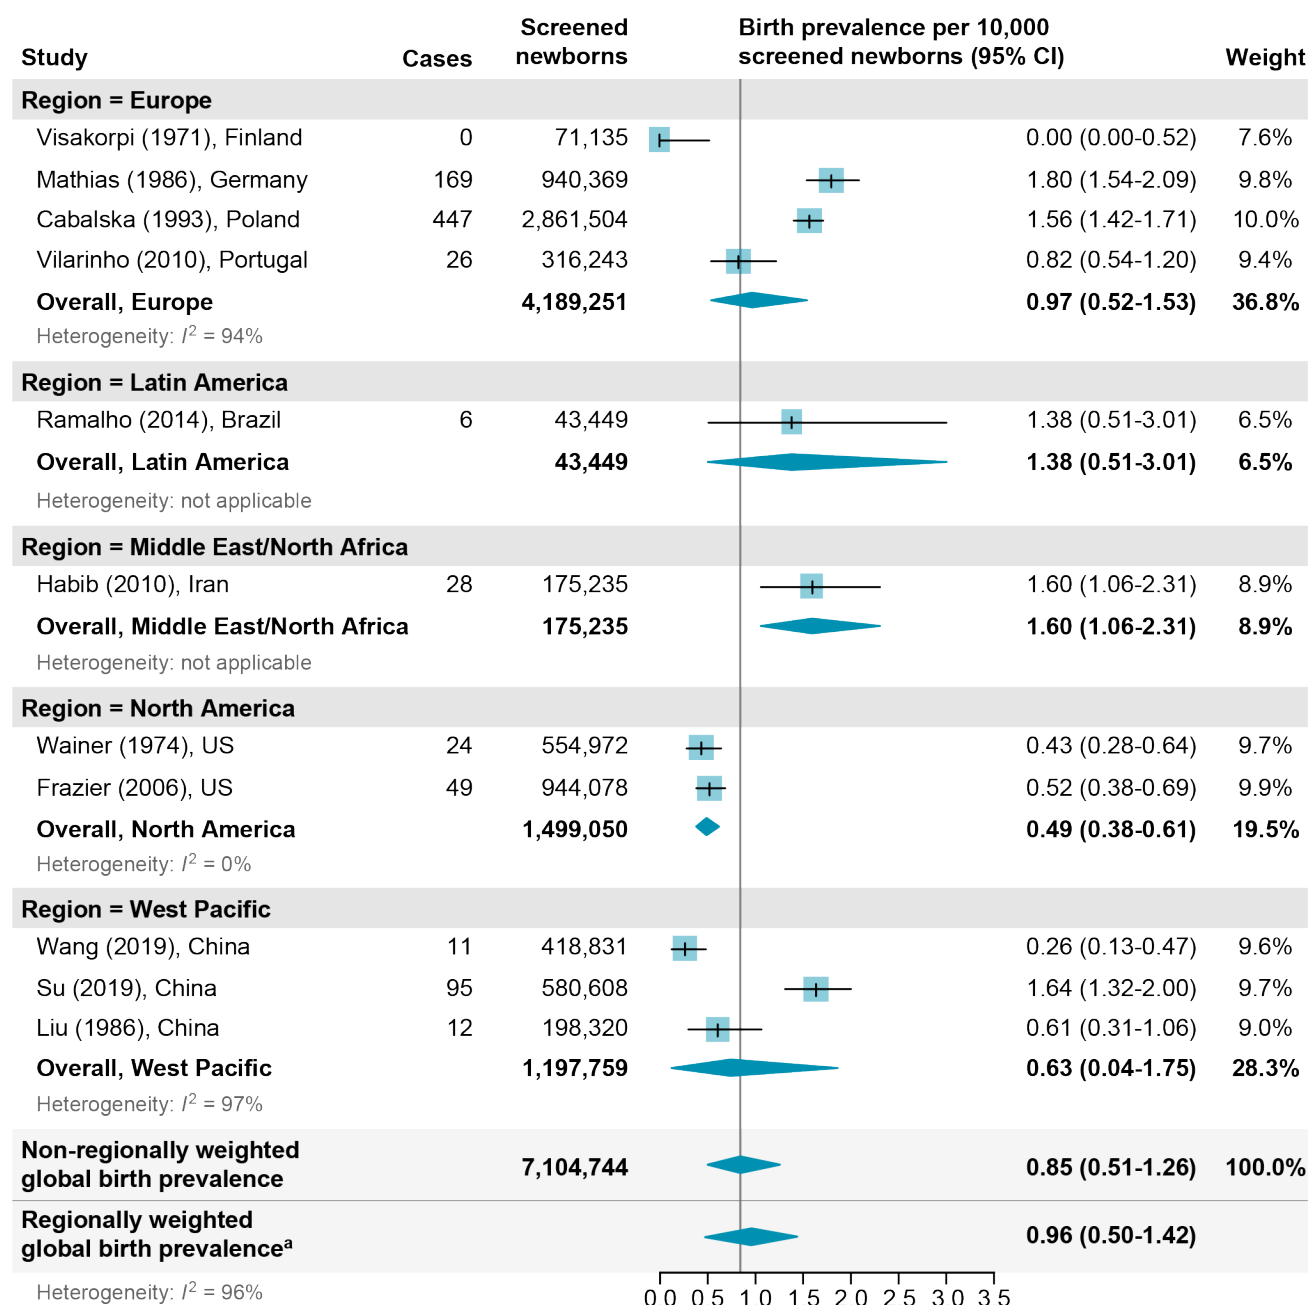 Study Cases Screened newborns Birth prevalence per 10,000 screened newborns (95% CI) Weight
Region = Europe
Visakorpi (1971), Finland 0 71,135 0.00 (0.00-0.52) 7.6%
Mathias (1986), Germany 169 940,369 1.80 (1.54-2.09) 9.8%
Cabalska (1993), Poland 447 2,861,504 1.56 (1.42-1.71) 10.0%
Vilarinho (2010), Portugal 26 316,243 0.82 (0.54-1.20) 9.4%
Overall, Europe 4,189,251 0.97 (0.52-1.53) 36.8%
Heterogeneity: I² = 94%
Region = Latin America
Ramalho (2014), Brazil 6 43,449 1.38 (0.51-3.01) 6.5%
Overall, Latin America 43,449 1.38 (0.51-3.01) 6.5%
Heterogeneity: not applicable
Region = Middle East/North Africa
Habib (2010), Iran 28 175,235 1.60 (1.06-2.31) 8.9%
Overall, Middle East/North Africa 175,235 1.60 (1.06-2.31) 8.9%
Heterogeneity: not applicable
Region = North America
Wainer (1974), US 24 554,972 0.43 (0.28-0.64) 9.7%
Frazier (2006), US 49 944,078 0.52 (0.38-0.69) 9.9%
Overall, North America 1,499,050 0.49 (0.38-0.61) 19.5%
Heterogeneity: I² = 0%
Region = West Pacific
Wang (2019), China 11 418,831 0.26 (0.13-0.47) 9.6%
Su (2019), China 95 580,608 1.64 (1.32-2.00) 9.7%
Liu (1986), China 12 198,320 0.61 (0.31-1.06) 9.0%
Overall, West Pacific 1,197,759 0.63 (0.04-1.75) 28.3%
Heterogeneity: I² = 97%
Non-regionally weighted
global birth prevalence 7,104,744 0.85 (0.51-1.26) 100.0%
Regionally weighted
global birth prevalenceᵃ 0.96 (0.50-1.42)
Heterogeneity: I² = 96%
0.0 0.5 1.0 1.5 2.0 2.5 3.0 3.5